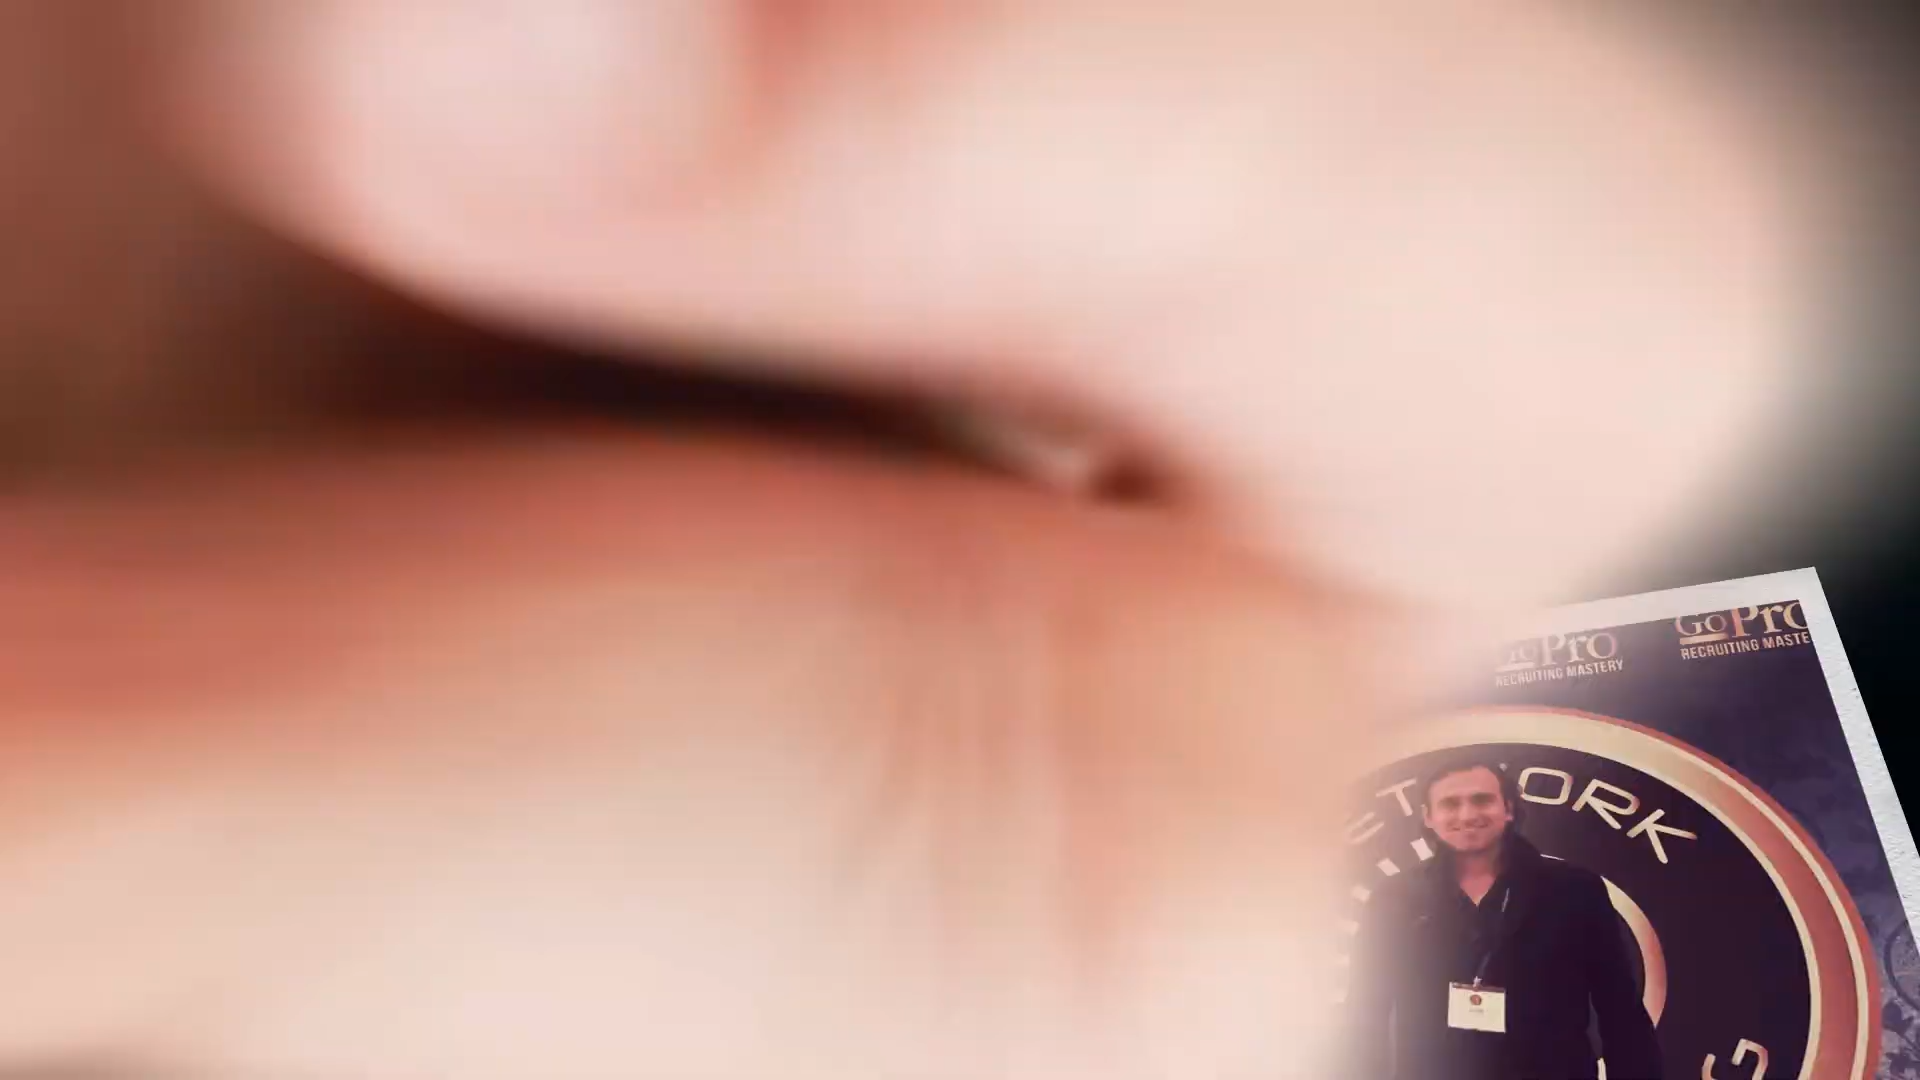 GoPro
RECRUITING MASTERY
GoPro
RECRUITING MASTE
ORK